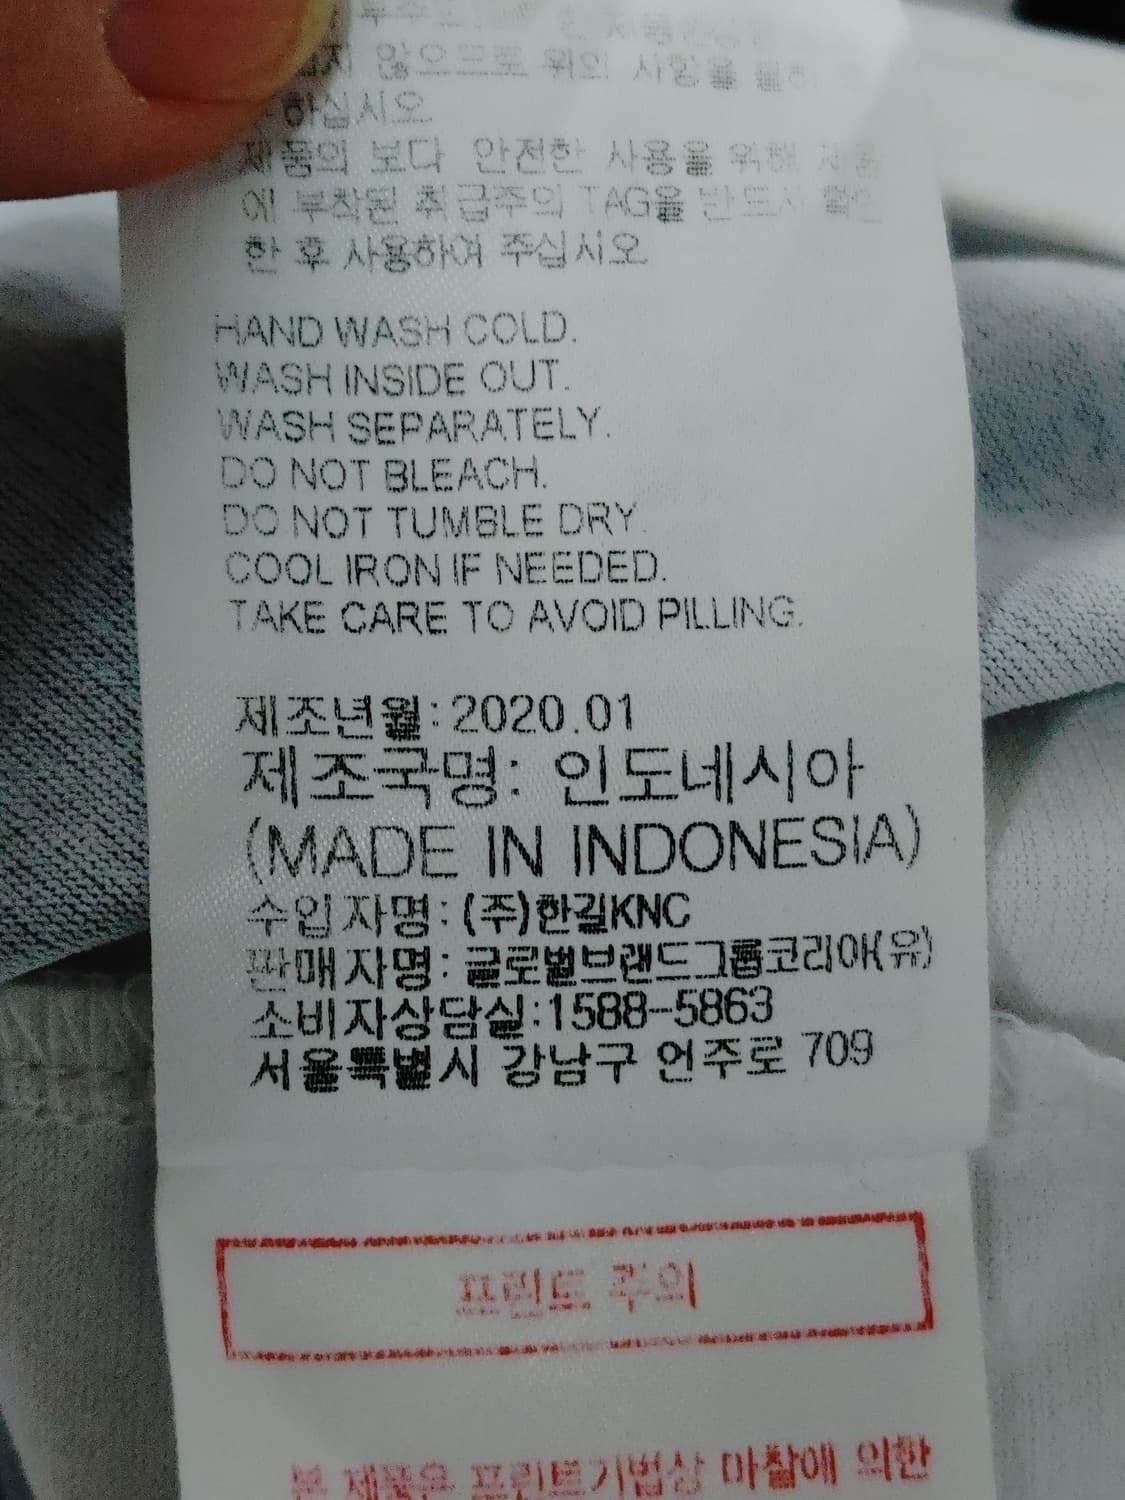 지 않으므로 위의 사항을 필히
하십시오
제품의 보다 안전한 사용을 위해 제품
에 부착된 취급주의 TAG을 반드시 확인
한 후 사용하여 주십시오
HAND WASH COLD.
WASH INSIDE OUT.
WASH SEPARATELY.
DO NOT BLEACH.
DO NOT TUMBLE DRY.
COOL IRON IF NEEDED.
TAKE CARE TO AVOID PILLING.
제조년월:2020.01
제조국명: 인도네시아
(MADE IN INDONESIA)
수입자명: (주)한길KNC
판매자명: 글로벌브랜드그룹코리아(유)
소비자상담실:1588-5863
서울특별시 강남구 언주로 709
프린트 주의
본 제품은 프린트기법상 마찰에 의한